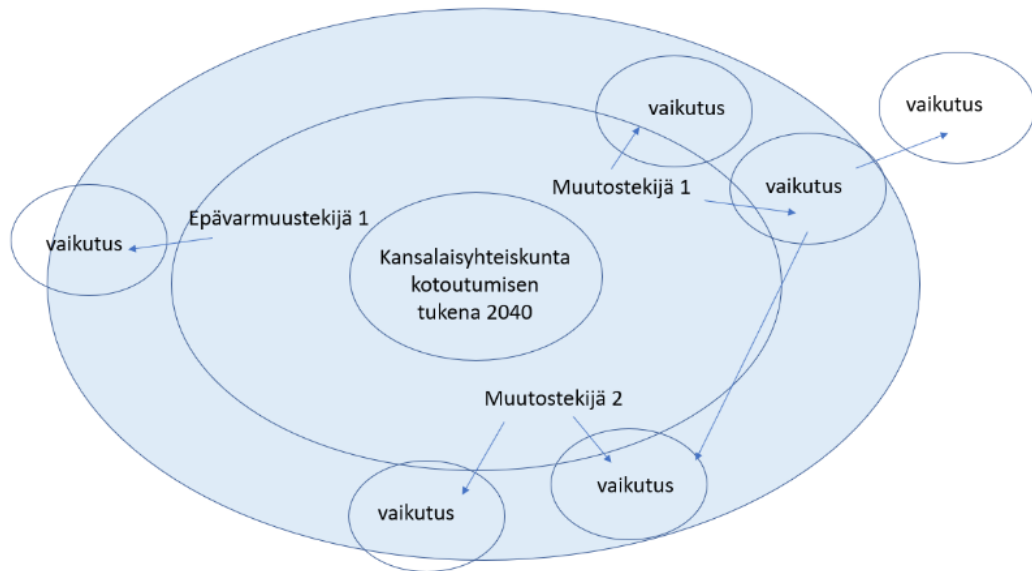 vaikutus
vaikutus
Muutostekijä 1
vaikutus
Epävarmuustekijä 1
vaikutus
Kansalaisyhteiskunta
kotoutumisen
tukena 2040
Muutostekijä 2
vaikutus
vaikutus